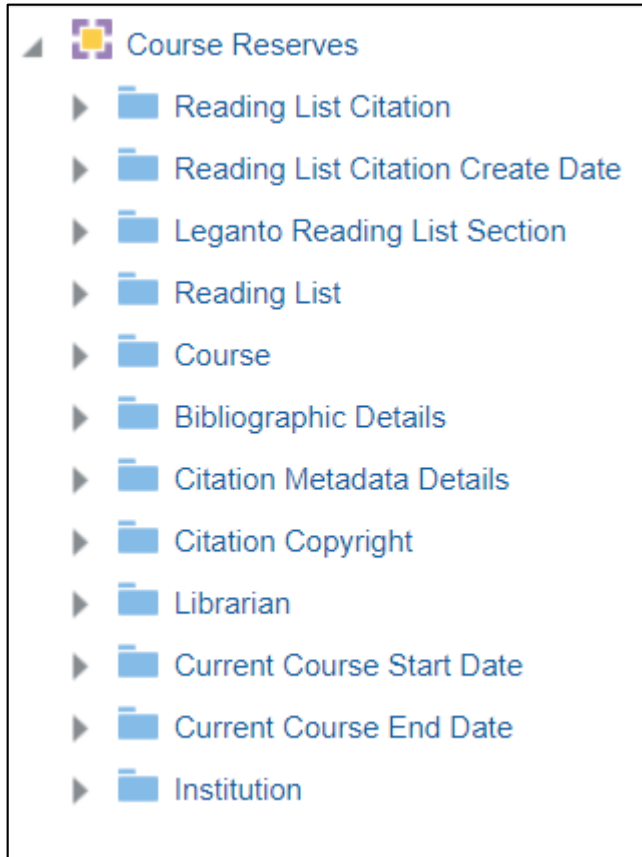 Course Reserves
Reading List Citation
Reading List Citation Create Date
Leganto Reading List Section
Reading List
Course
Bibliographic Details
Citation Metadata Details
Citation Copyright
Librarian
Current Course Start Date
Current Course End Date
Institution